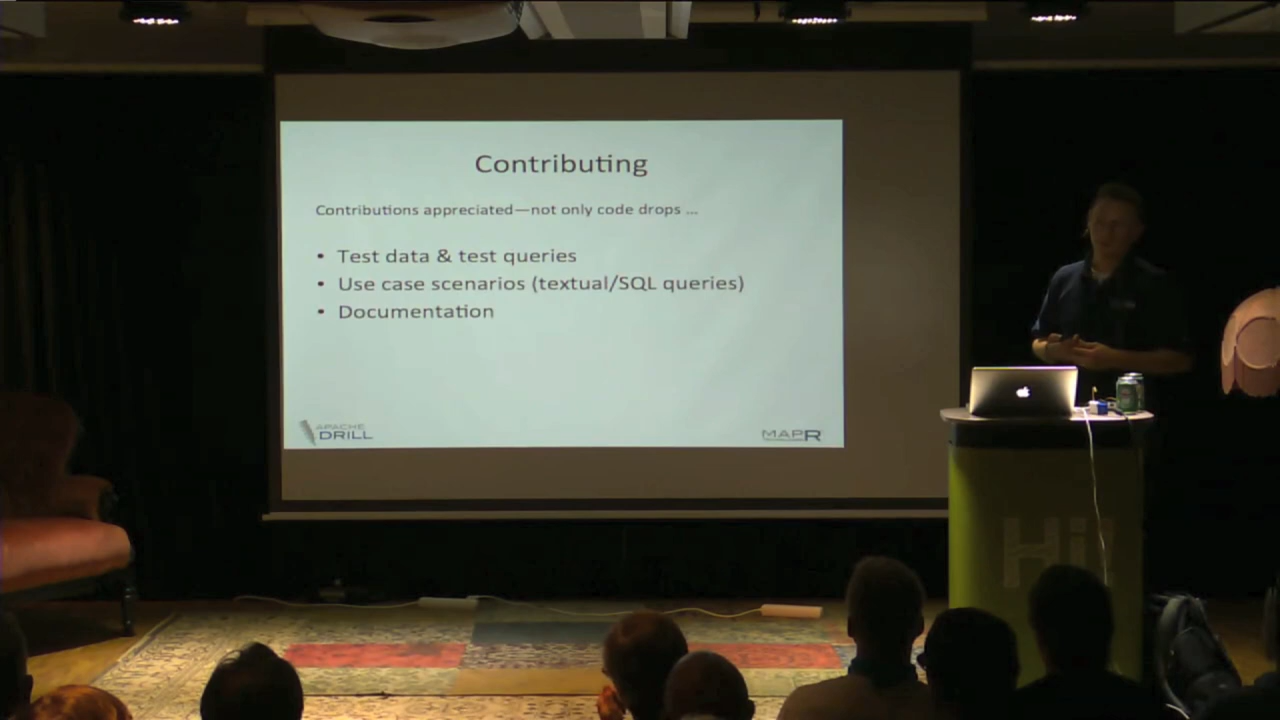 Contributing
Contributions appreciated—not only code drops ...
• Test data & test queries
• Use case scenarios (textual/SQL queries)
• Documentation
APACHE
DRILL
MAPR
Hi!